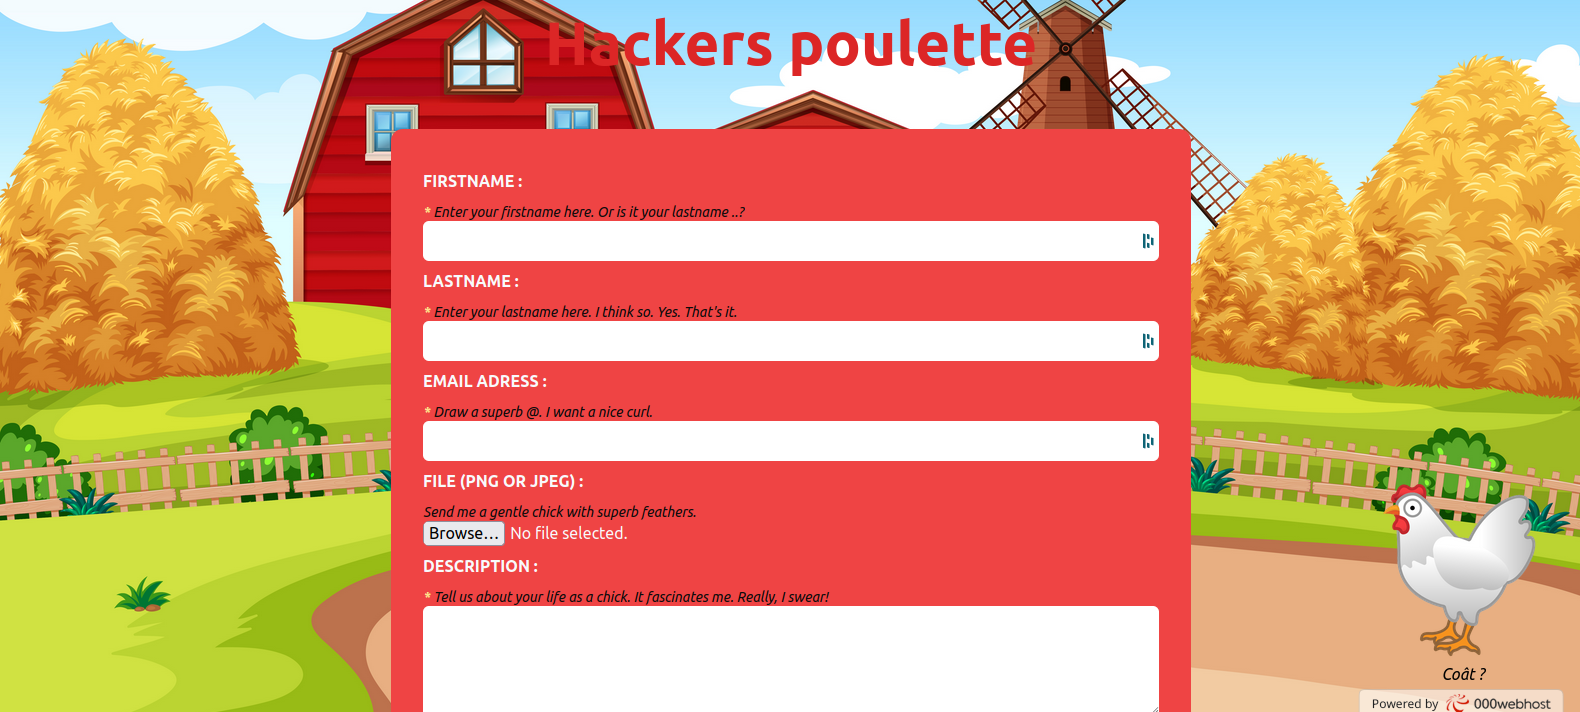 Hackers poulette
FIRSTNAME :
* Enter your firstname here. Or is it your lastname ..?
LASTNAME :
* Enter your lastname here. I think so. Yes. That's it.
EMAIL ADRESS :
* Draw a superb @. I want a nice curl.
FILE (PNG OR JPEG) :
Send me a gentle chick with superb feathers.
Browse... No file selected.
DESCRIPTION :
* Tell us about your life as a chick. It fascinates me. Really, I swear!
Coât ?
Powered by 000webhost